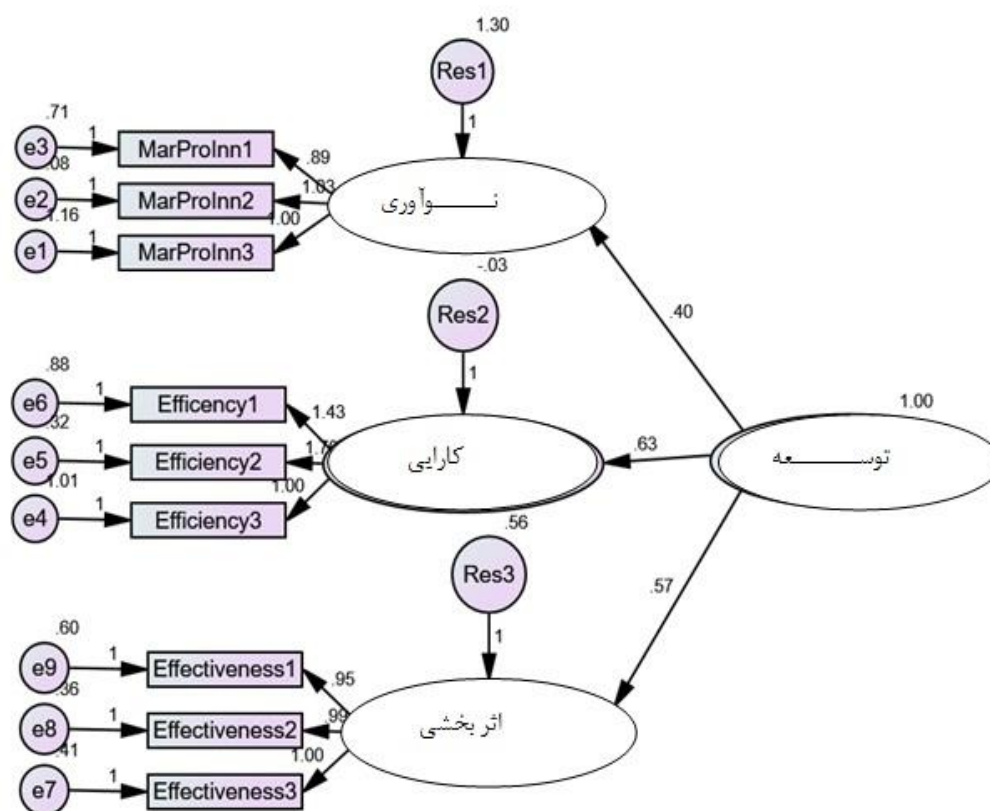 1.30
Res1
.71
1
1
e3
MarProInn1
.89
.08
1
e2
MarProInn2
1.03
نـــــوآوری
1.16
1.00
1
e1
MarProInn3
-.03
Res2
.40
.88
1
1
e6
Efficency1
1.43
1.00
.32
1
e5
Efficiency2
کارایی
.63
توســـــعه
1.01
1.00
1
e4
Efficiency3
.56
Res3
.57
.60
1
1
e9
Effectiveness1
.95
.36
1
e8
Effectiveness2
.99
اثر بخشی
.41
1.00
1
e7
Effectiveness3